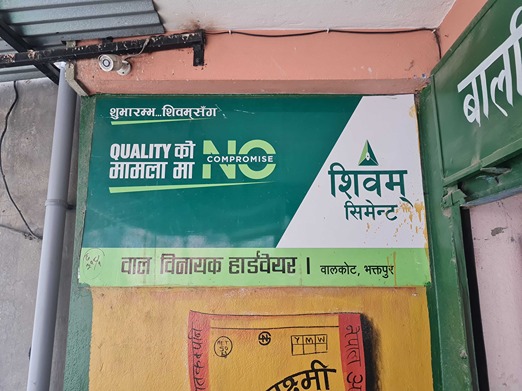 शुभारम्भ...शिवम्सँग
QUALITY को
मामला मा
NO
COMPROMISE
शिवम्
सिमेन्ट
वाल विनायक हार्डवेयर । वालकोट, भक्तपुर
Y M W